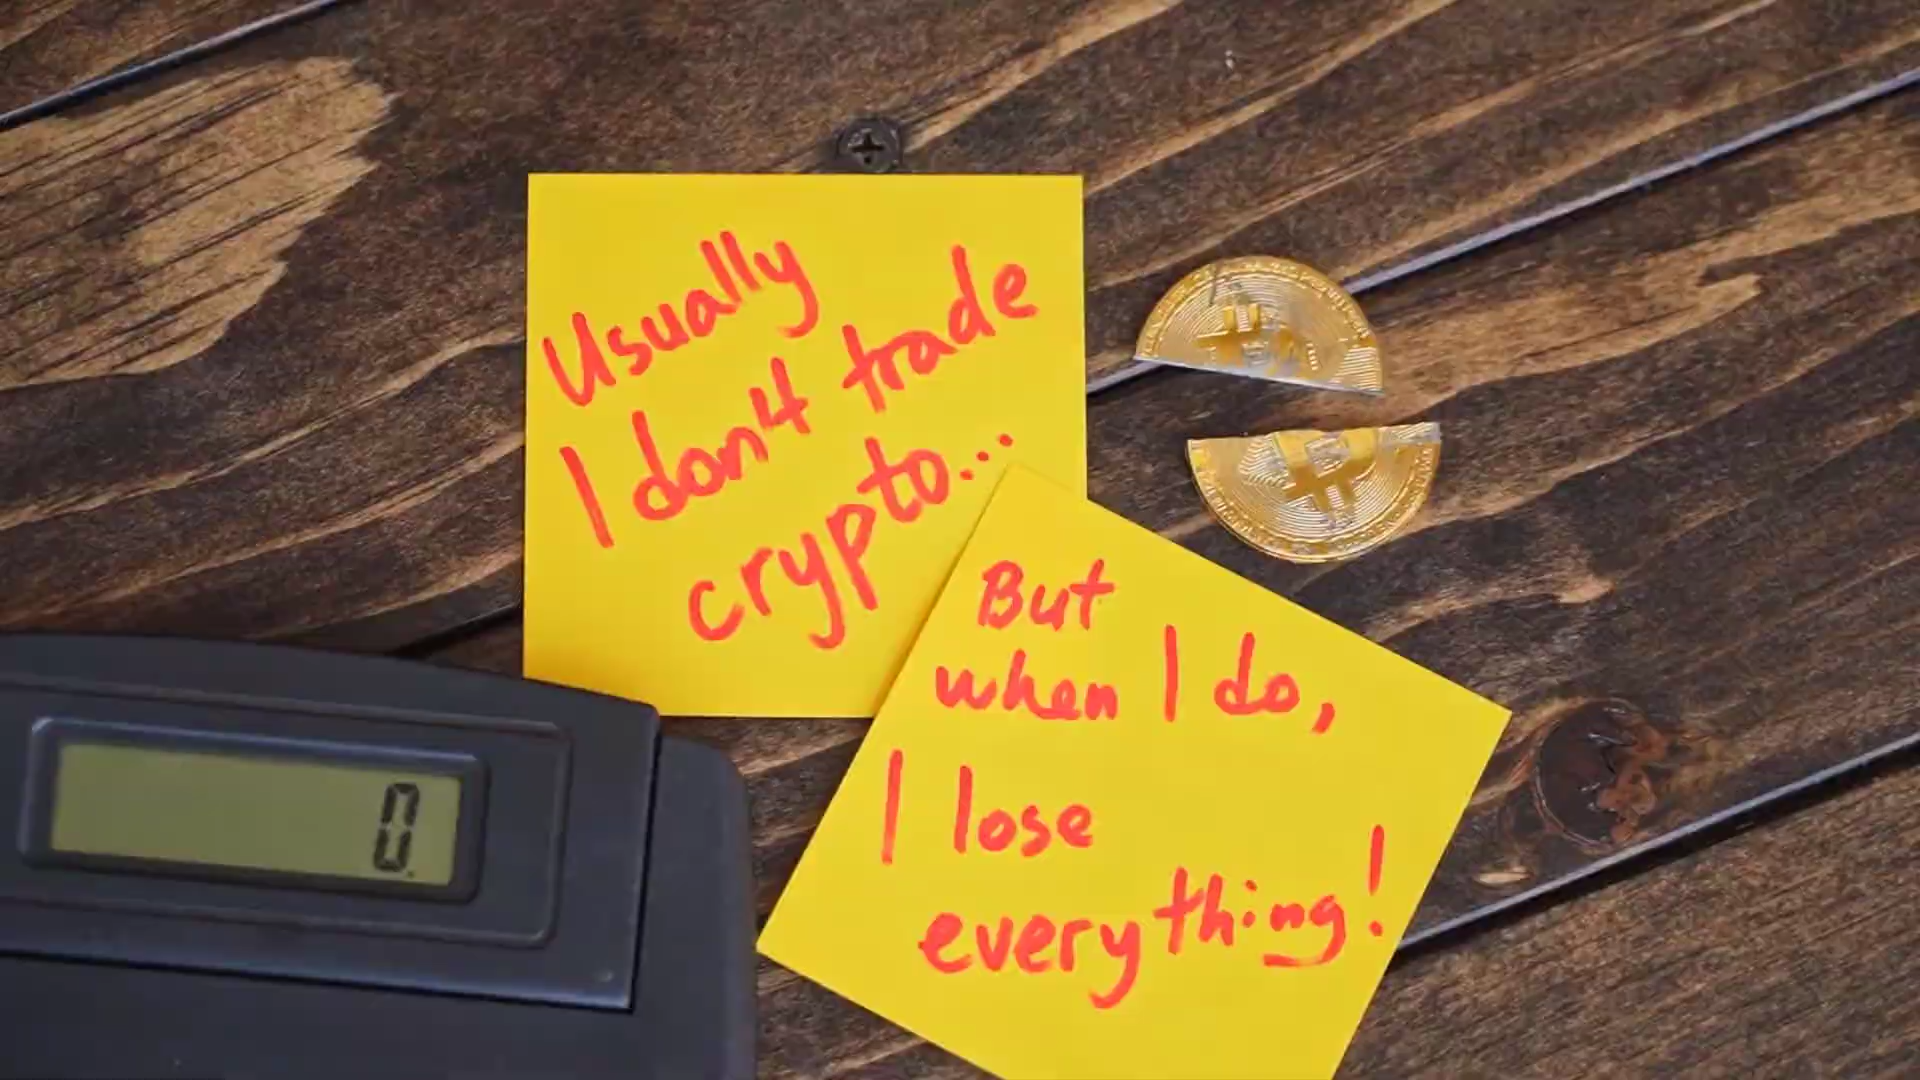 Usually
I don't trade
crypto...
But
when I do,
I lose
everything!
0.